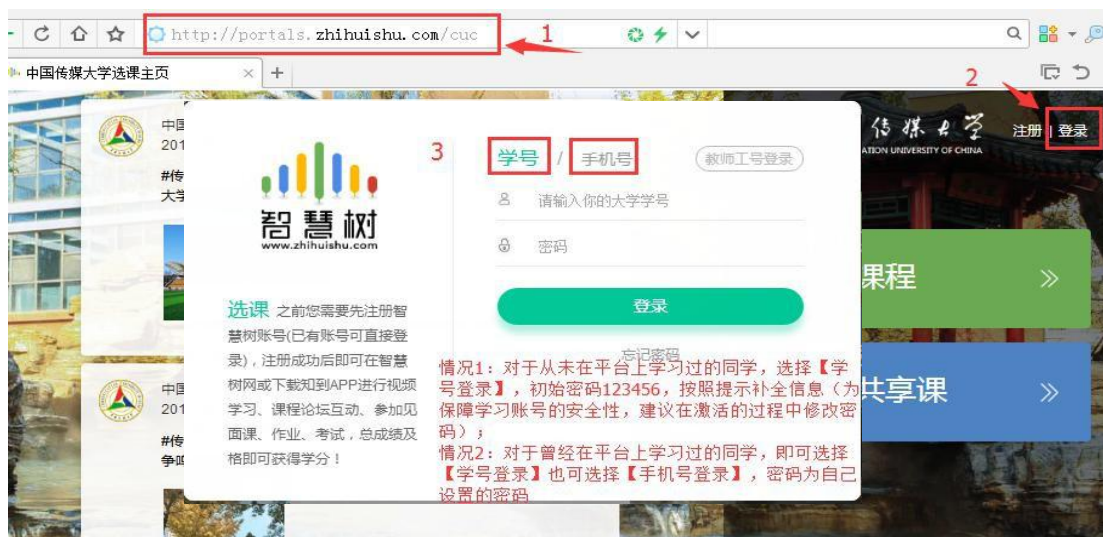 http://portals.zhihuishu.com/cuc
1
中国传媒大学选课主页
2
注册 | 登录
传媒大学
ATION UNIVERSITY OF CHINA
中国
201
#传
大学
3
学号 / 手机号
教师工号登录
请输入你的大学学号
密码
登录
忘记密码
智慧树
www.zhihuishu.com
选课 之前您需要先注册智
慧树账号(已有账号可直接登
录)，注册成功后即可在智慧
树网或下载知到APP进行视频
学习、课程论坛互动、参加见
面课、作业、考试，总成绩及
格即可获得学分！
情况1：对于从未在平台上学习过的同学，选择【学
号登录】，初始密码123456，按照提示补全信息（为
保障学习账号的安全性，建议在激活的过程中修改密
码）；
情况2：对于曾经在平台上学习过的同学，即可选择
【学号登录】也可选择【手机号登录】，密码为自己
设置的密码
课程
共享课
中国
201
#传
争鸣